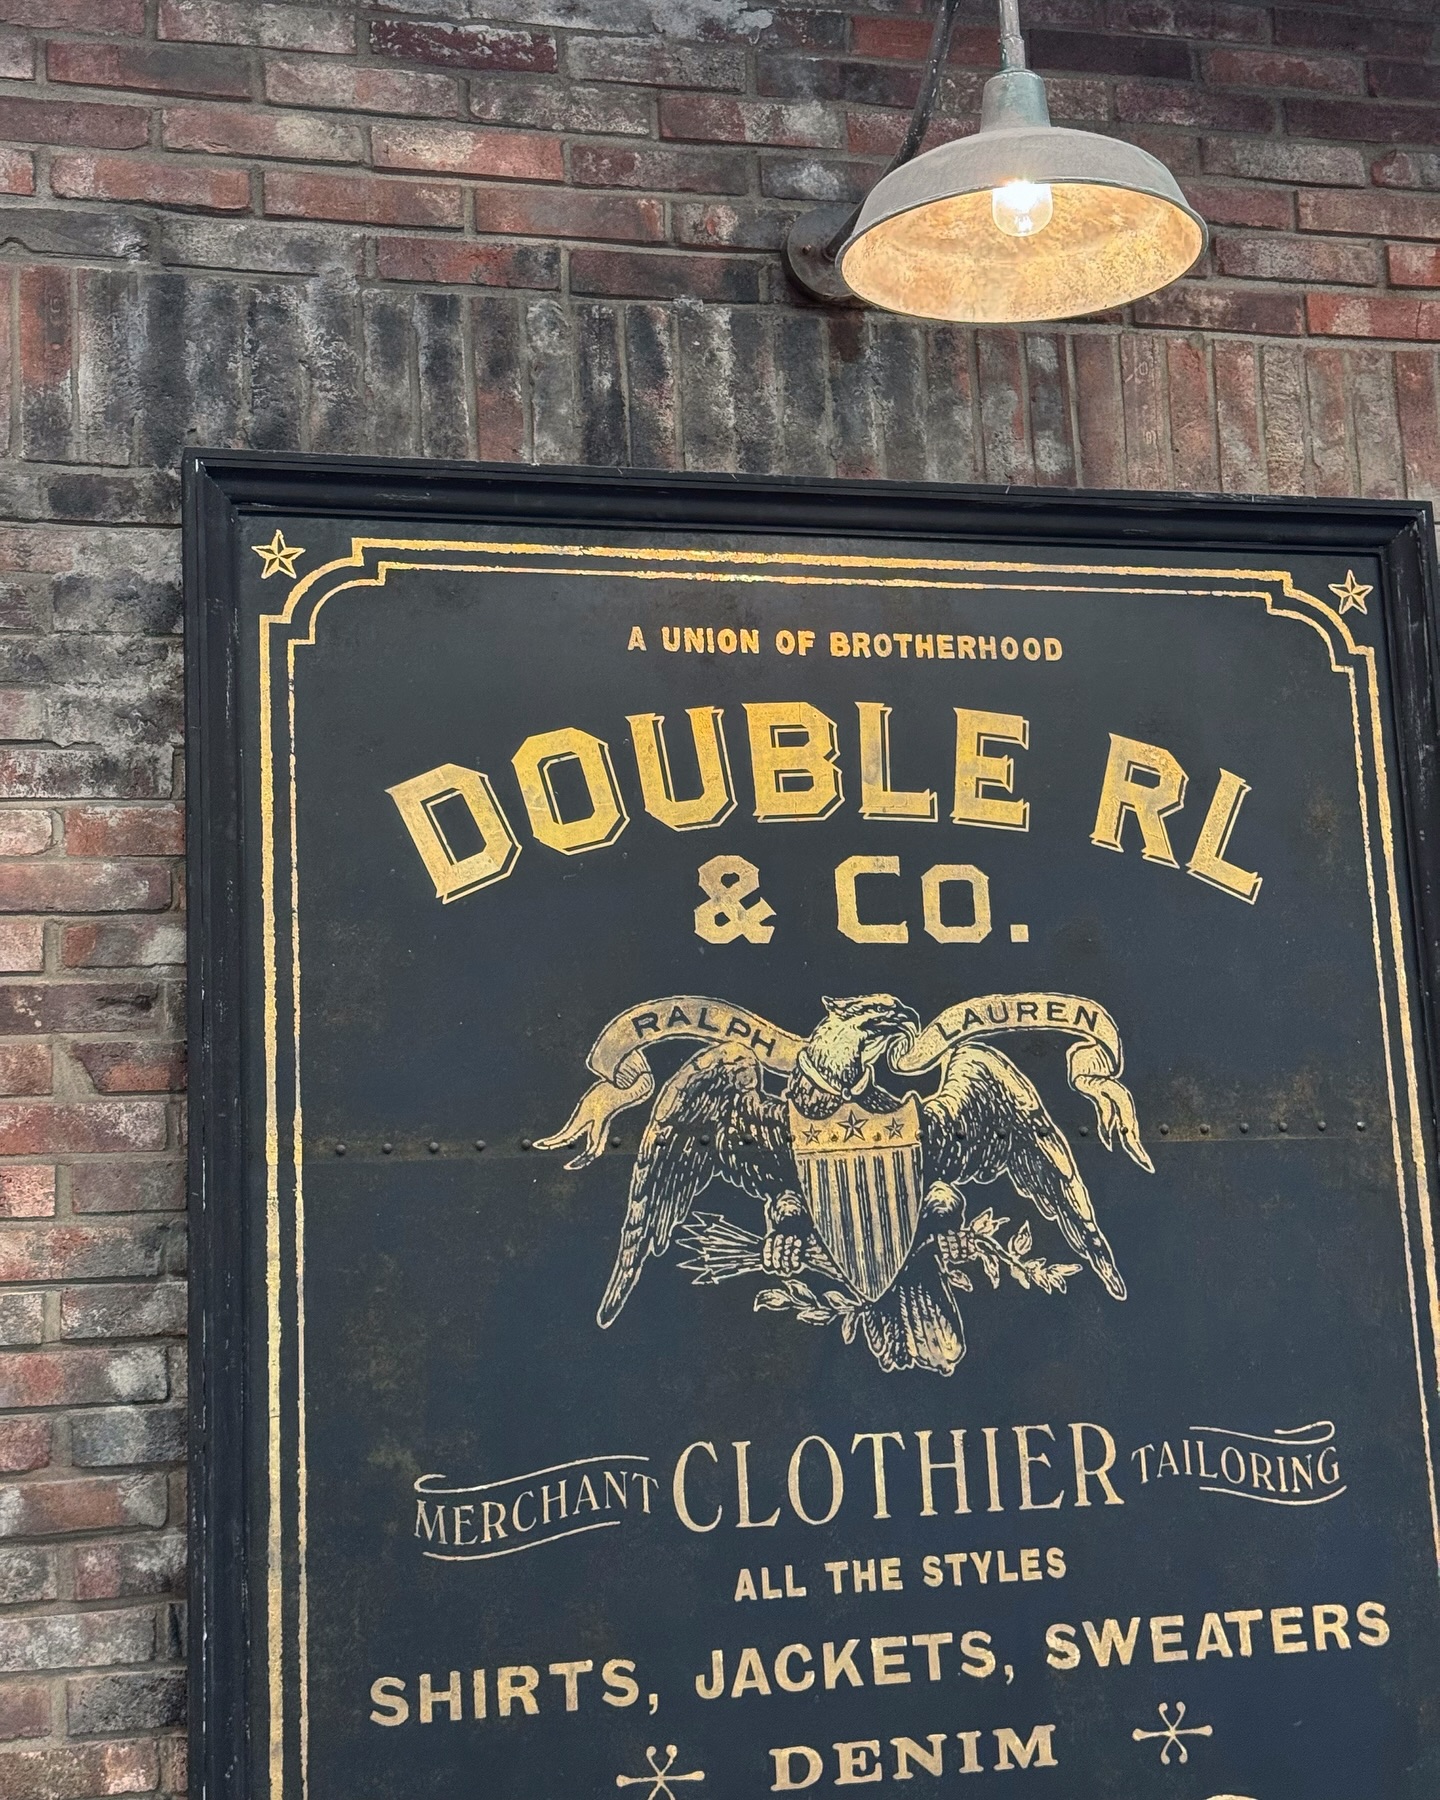 A UNION OF BROTHERHOOD
DOUBLE RL
& CO.
RALPH LAUREN
MERCHANT CLOTHIER TAILORING
ALL THE STYLES
SHIRTS, JACKETS, SWEATERS
DENIM